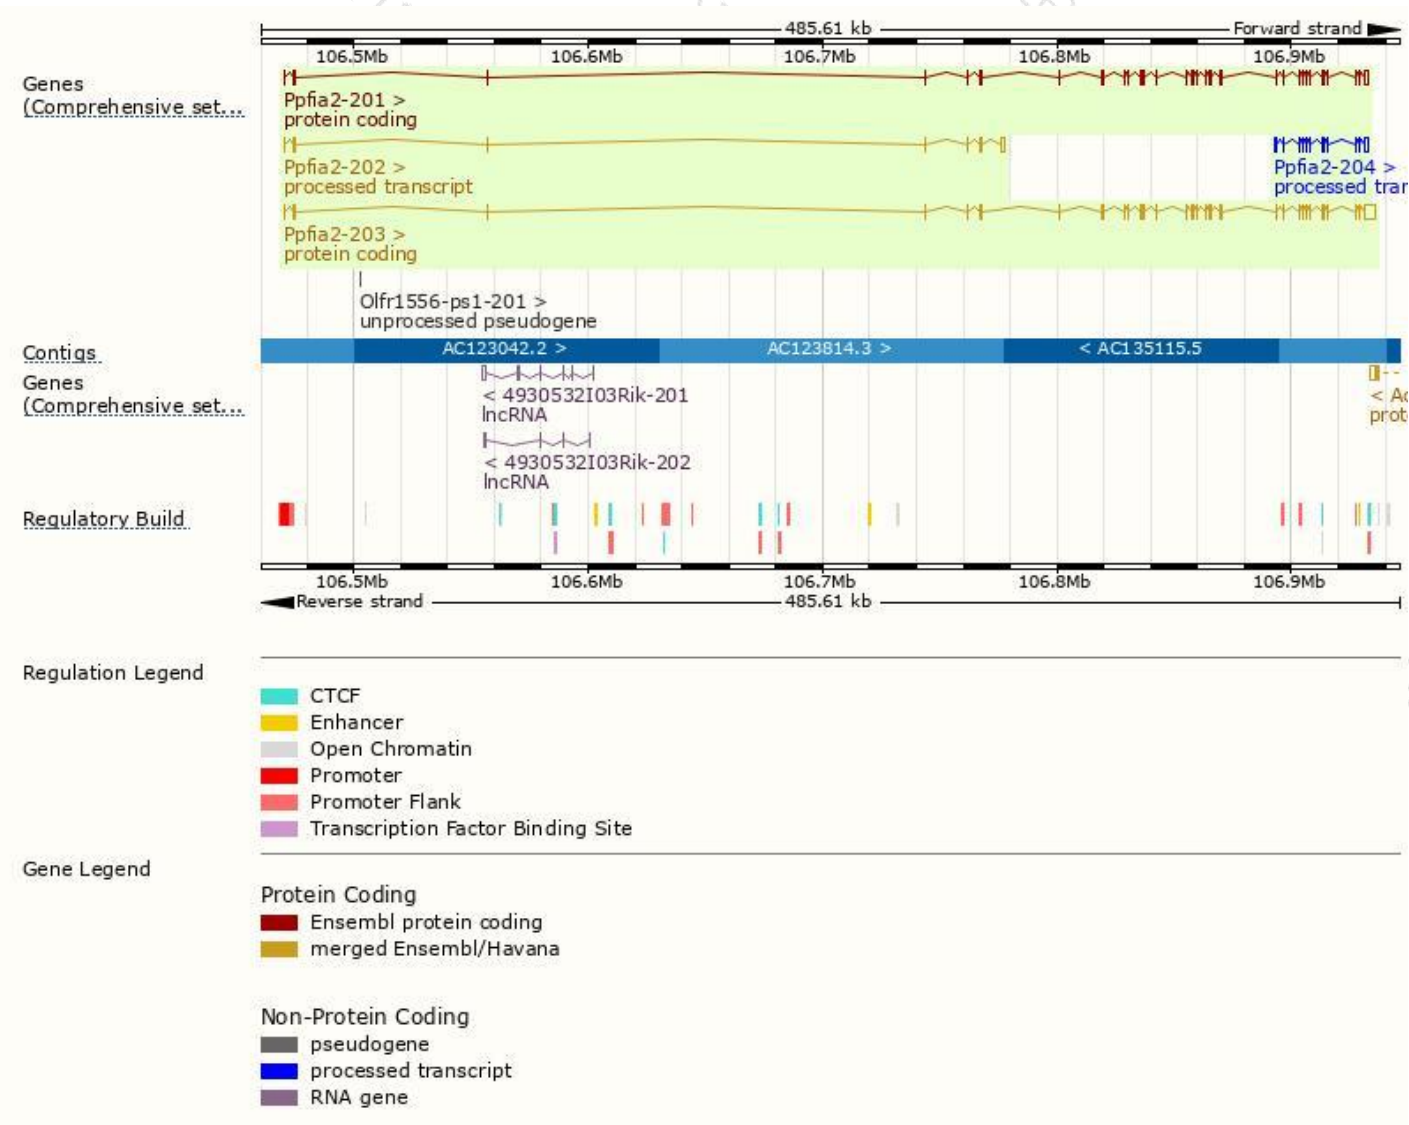 485.61 kb
Forward strand
106.5Mb 106.6Mb 106.7Mb 106.8Mb 106.9Mb
Genes
(Comprehensive set...
Ppfia2-201 >
protein coding
Ppfia2-202 >
processed transcript
Ppfia2-204 >
processed tran
Ppfia2-203 >
protein coding
Olfr1556-ps1-201 >
unprocessed pseudogene
Contigs
AC123042.2 > AC123814.3 > < AC135115.5
Genes
(Comprehensive set...
< 4930532I03Rik-201
lncRNA
< Ac
prot
< 4930532I03Rik-202
lncRNA
Regulatory Build
106.5Mb 106.6Mb 106.7Mb 106.8Mb 106.9Mb
Reverse strand
485.61 kb
Regulation Legend
CTCF
Enhancer
Open Chromatin
Promoter
Promoter Flank
Transcription Factor Binding Site
Gene Legend
Protein Coding
Ensembl protein coding
merged Ensembl/Havana
Non-Protein Coding
pseudogene
processed transcript
RNA gene